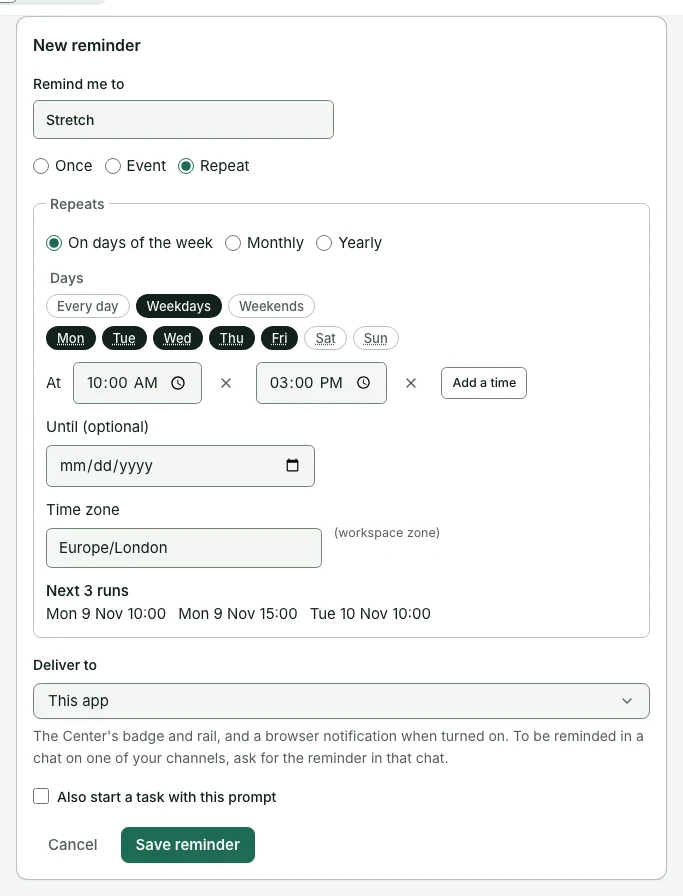 New reminder
Remind me to
Stretch
Once Event Repeat
Repeats
On days of the week Monthly Yearly
Days
Every day Weekdays Weekends
Mon Tue Wed Thu Fri Sat Sun
At 10:00 AM × 03:00 PM × Add a time
Until (optional)
mm/dd/yyyy
Time zone
Europe/London (workspace zone)
Next 3 runs
Mon 9 Nov 10:00 Mon 9 Nov 15:00 Tue 10 Nov 10:00
Deliver to
This app
The Center's badge and rail, and a browser notification when turned on. To be reminded in a
chat on one of your channels, ask for the reminder in that chat.
Also start a task with this prompt
Cancel Save reminder